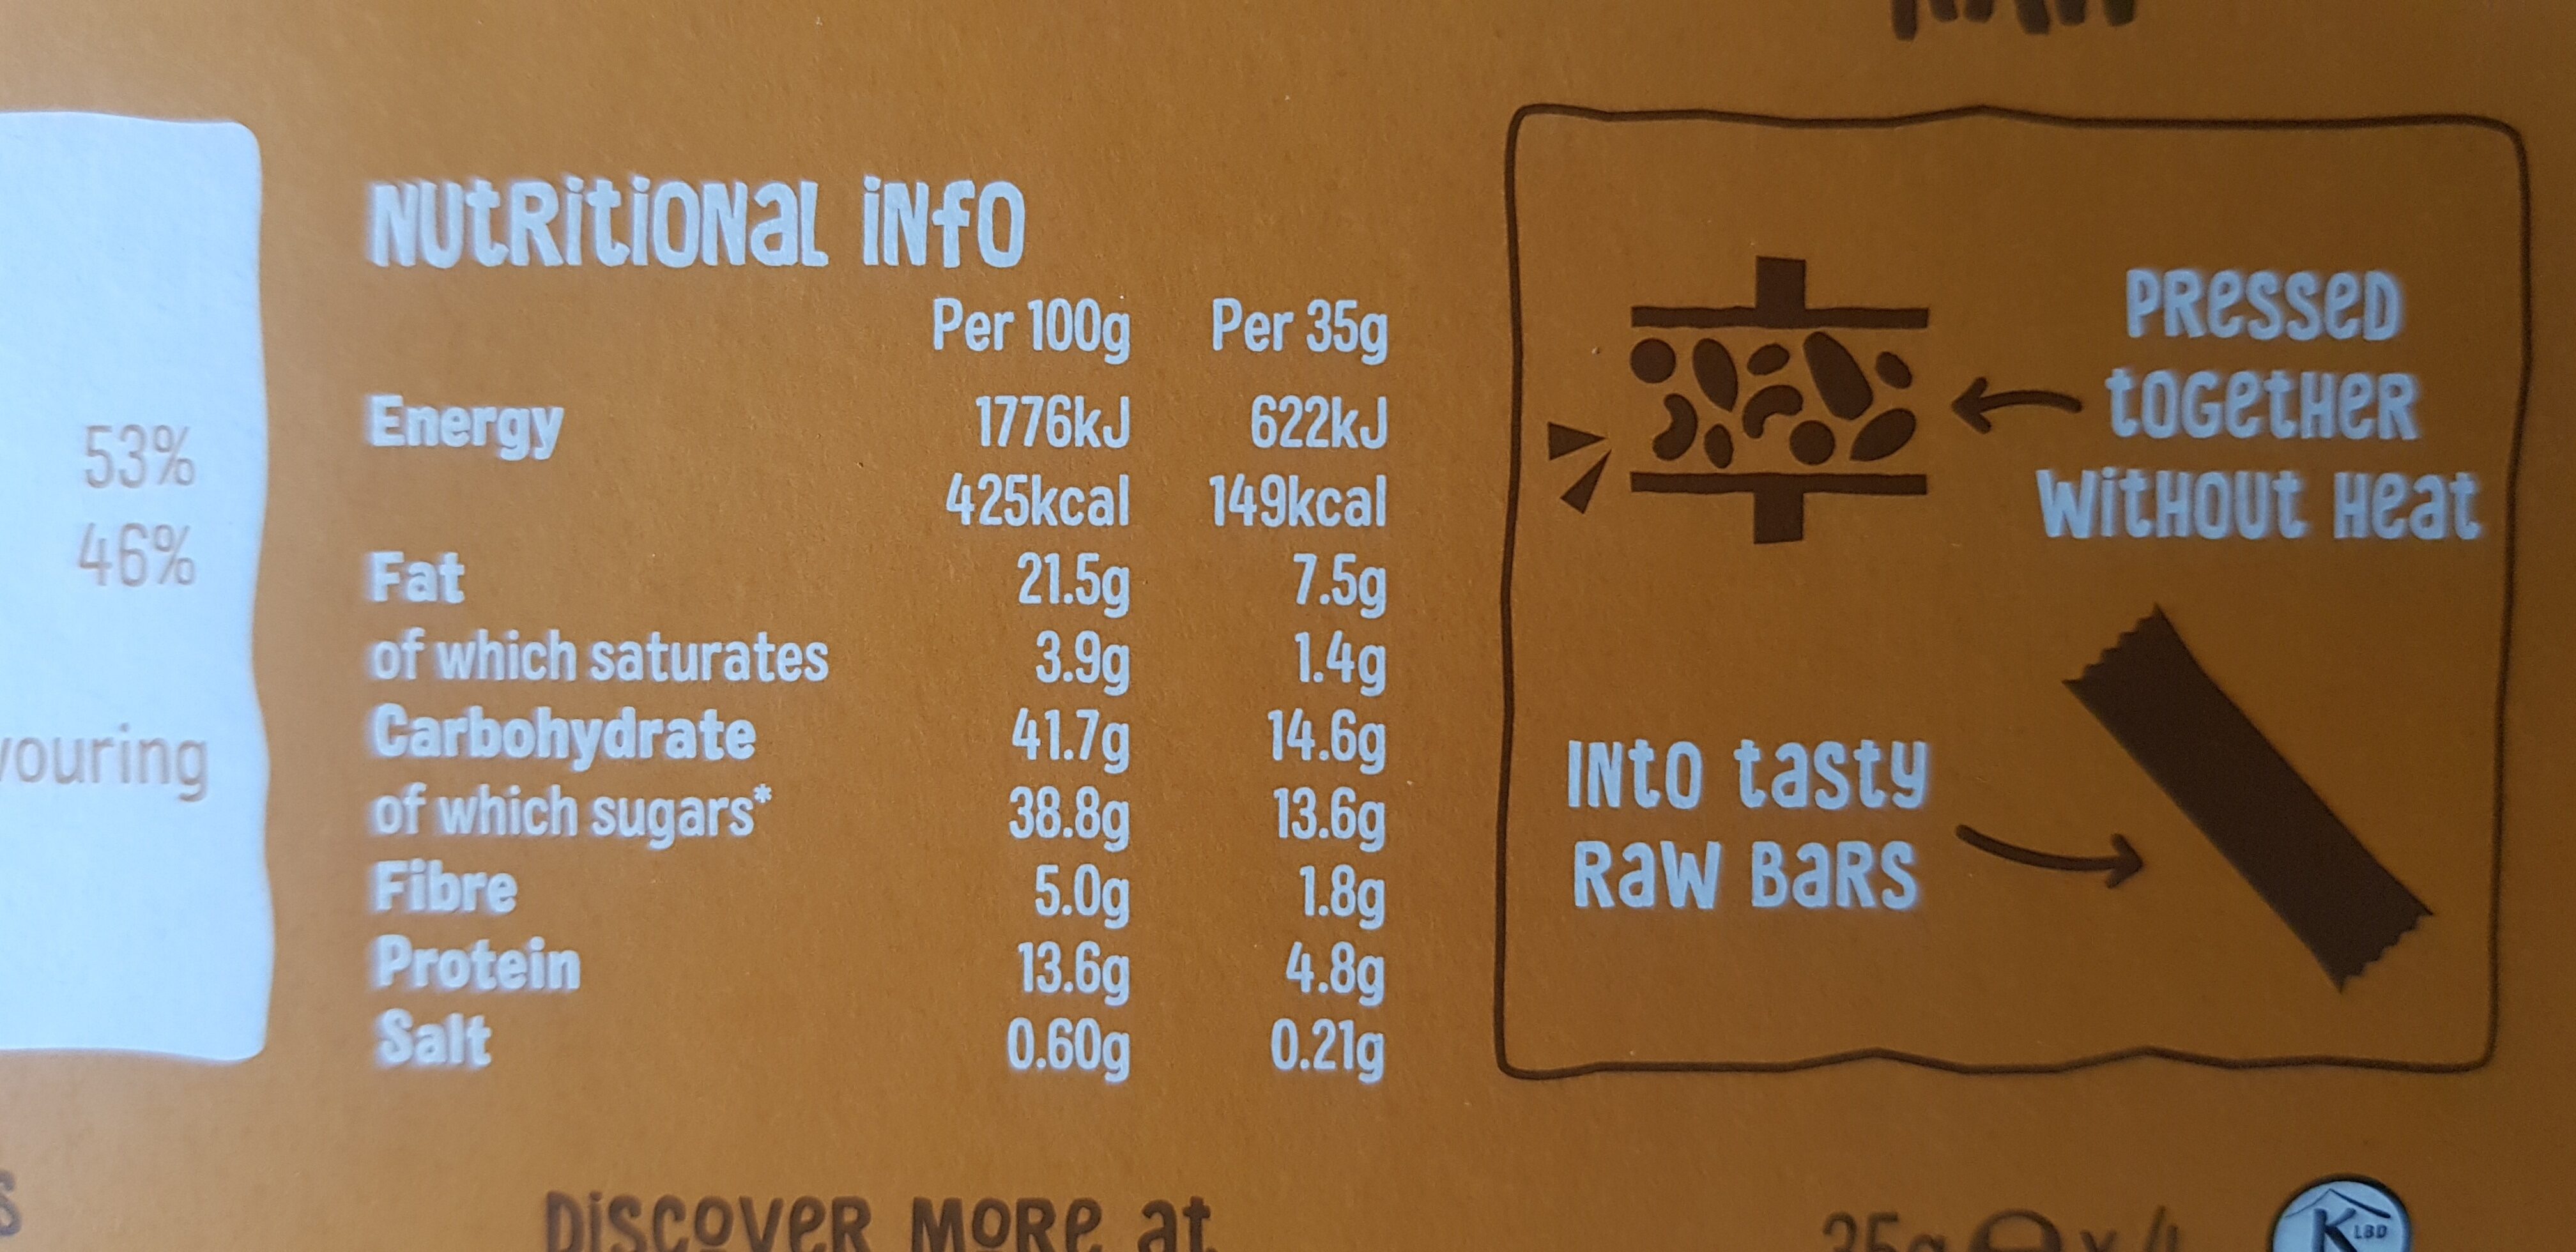 53%
46%
NUtRitiONaL iNfO
Per 100g Per 35g
Energy 1776kJ 622kJ
425kcal 149kcal
Fat 21.5g 7.5g
of which saturates 3.9g 1.4g
Carbohydrate 41.7g 14.6g
of which sugars* 38.8g 13.6g
Fibre 5.0g 1.8g
Protein 13.6g 4.8g
Salt 0.60g 0.21g
PResseD
tOGetHeR
WitHOUt Heat
INtO tasty
RaW BaRS
DiSCOVeR MORe at
35g ℮ x 4
K LBD